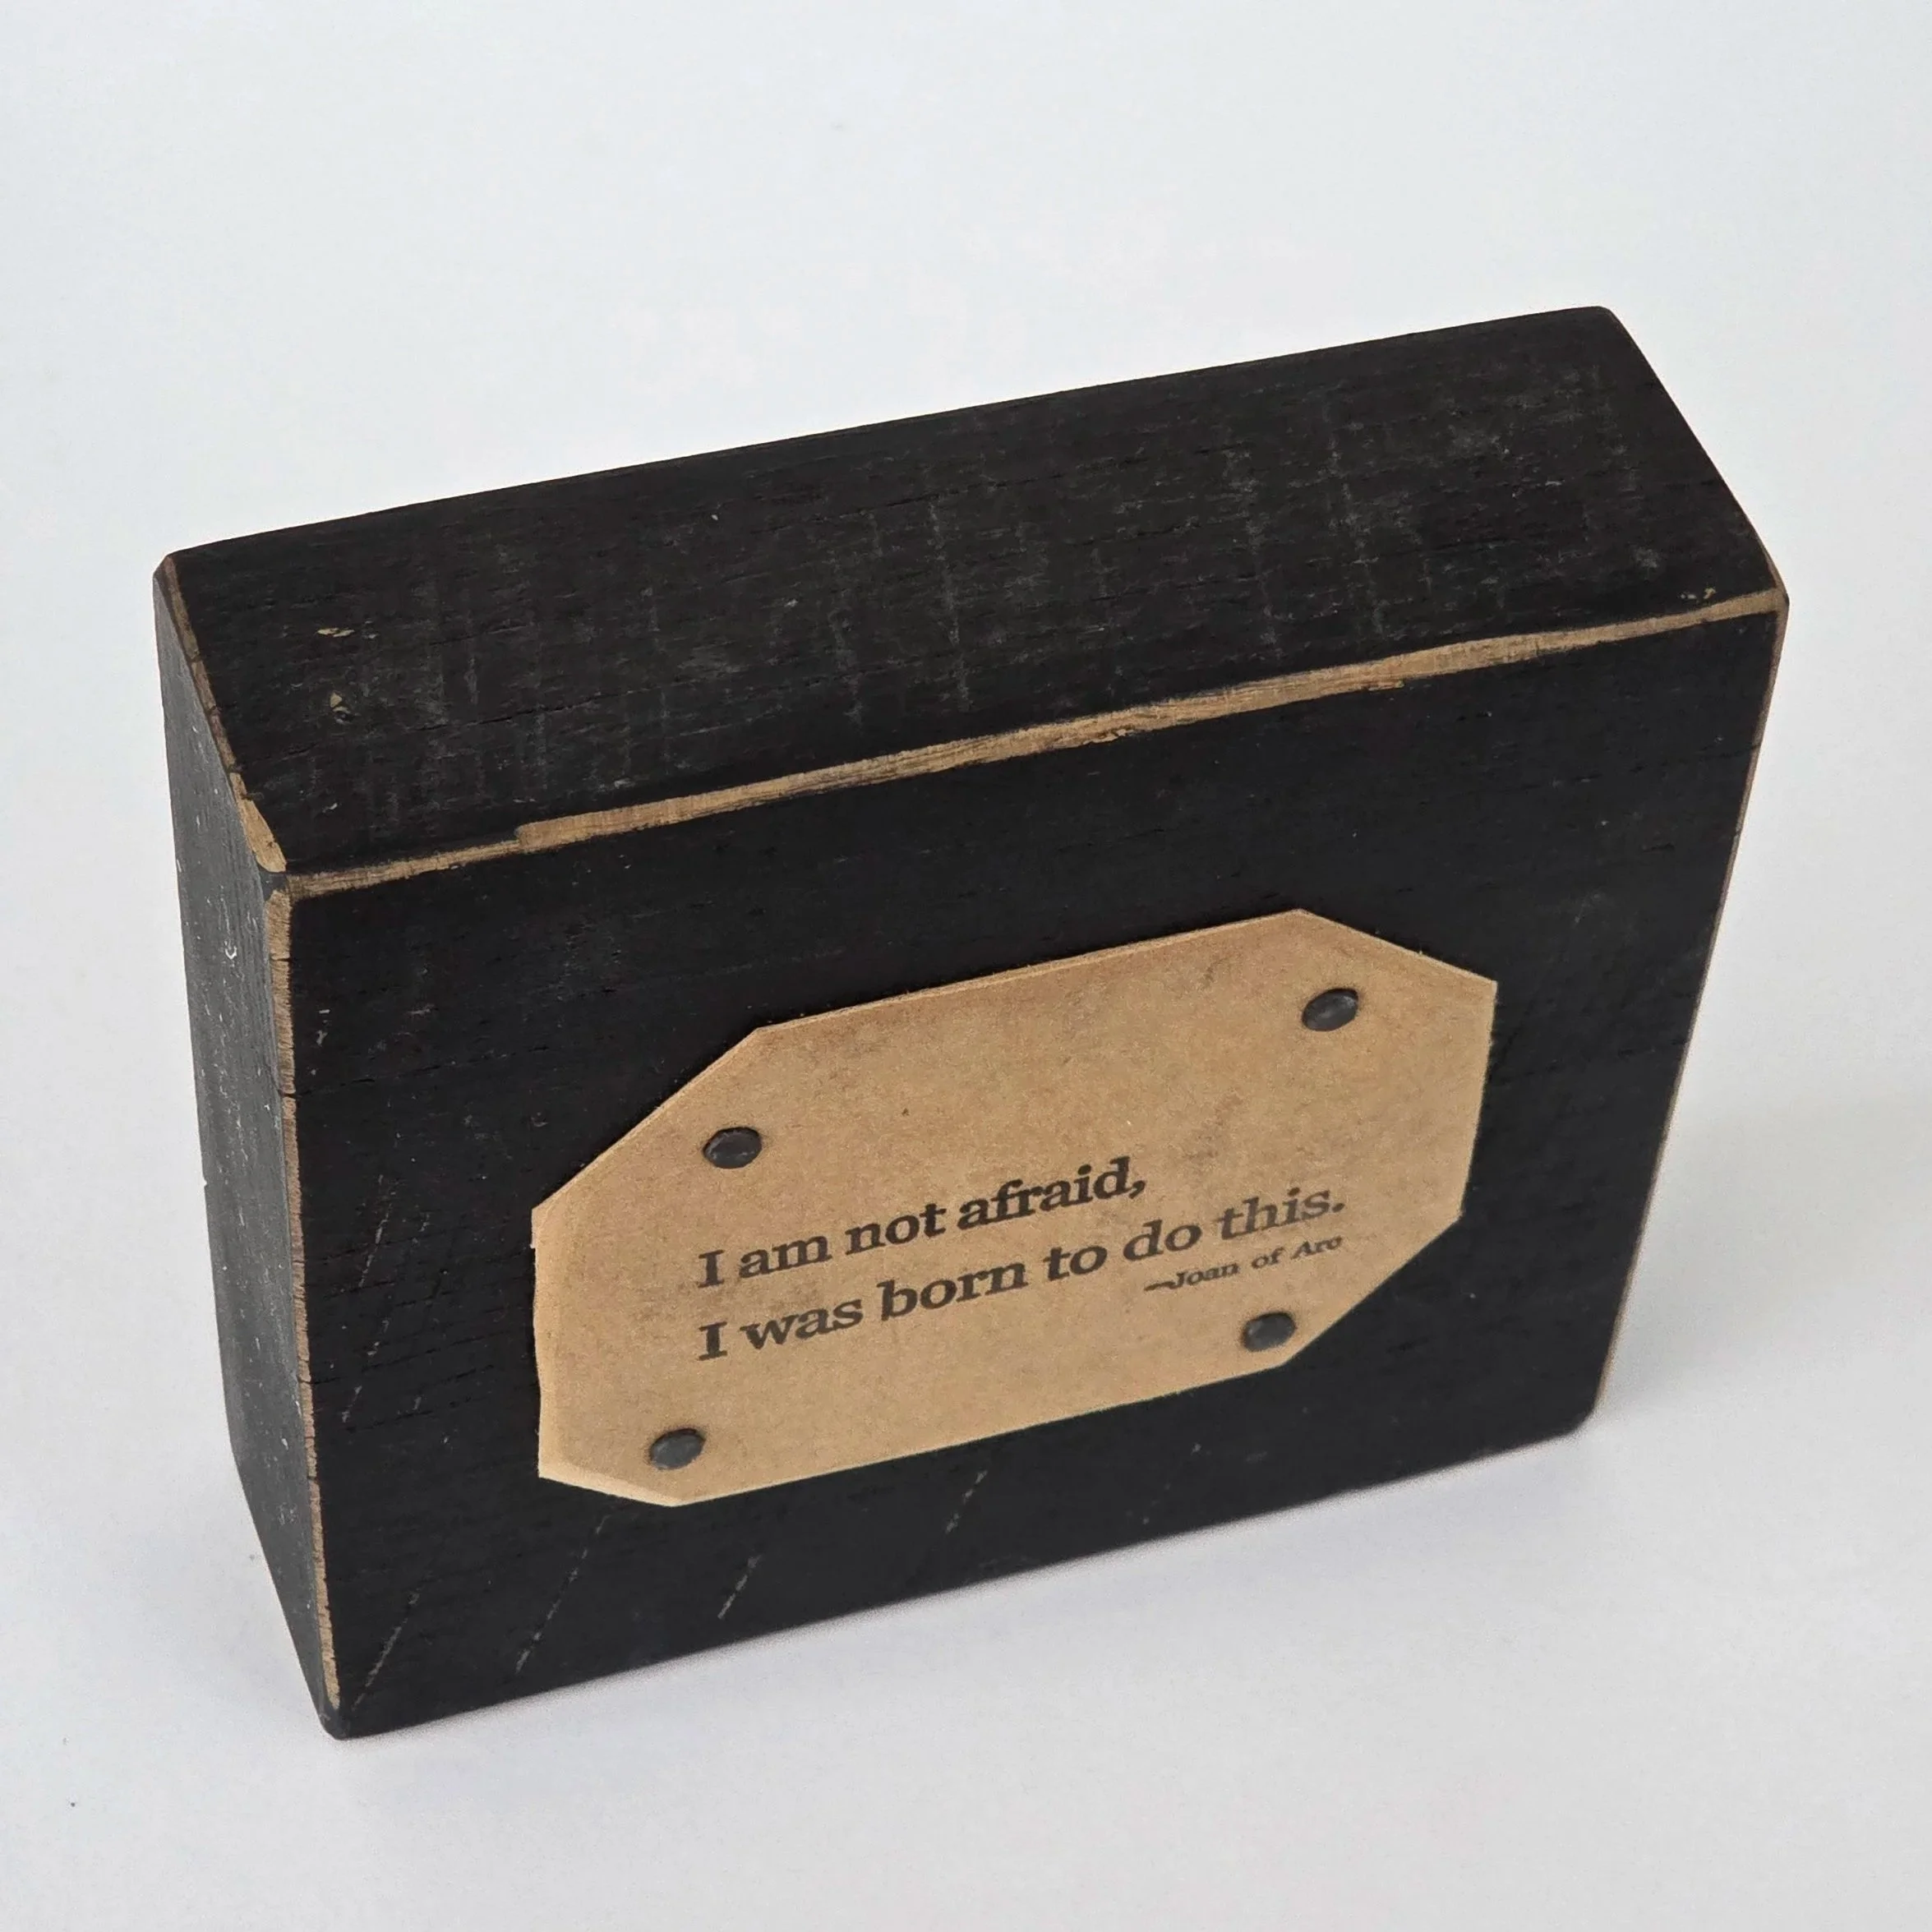 I am not afraid,
I was born to do this.
~Joan of Arc